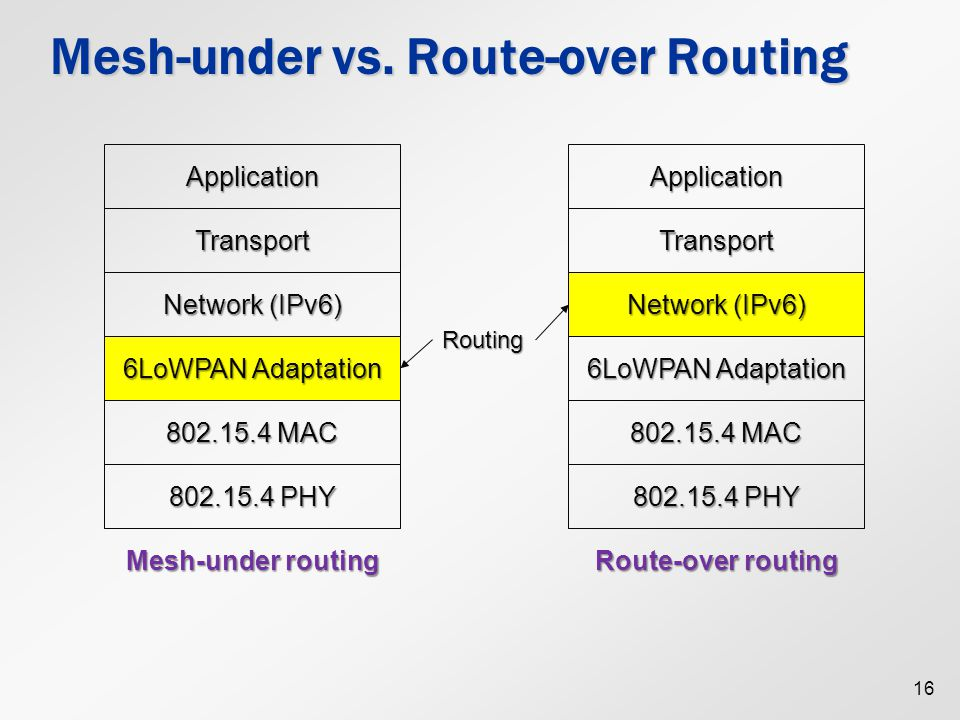 Mesh-under vs. Route-over Routing
Application
Transport
Network (IPv6)
6LoWPAN Adaptation
802.15.4 MAC
802.15.4 PHY
Mesh-under routing
Routing
Application
Transport
Network (IPv6)
6LoWPAN Adaptation
802.15.4 MAC
802.15.4 PHY
Route-over routing
16